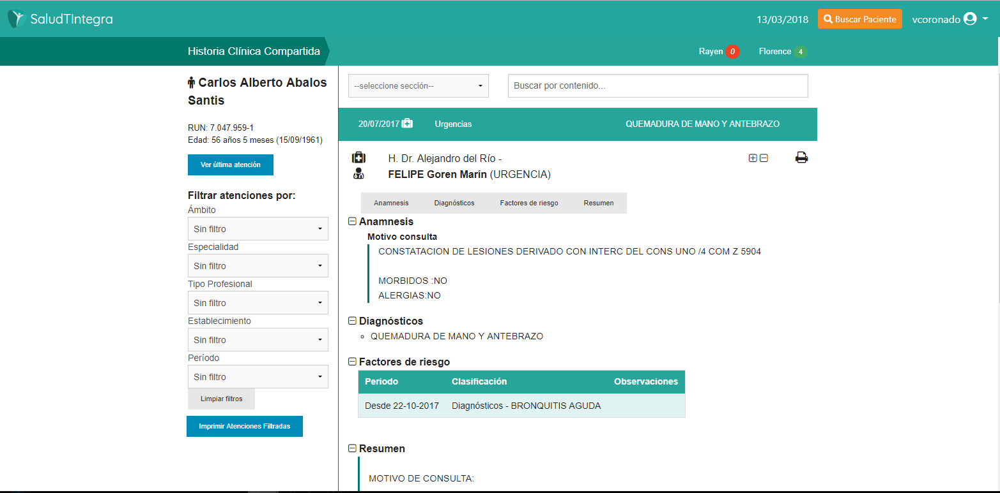 SaludTIntegra
13/03/2018
Buscar Paciente
vcoronado
Historia Clínica Compartida
Rayen 0
Florence 4
Carlos Alberto Abalos
Santis
RUN: 7.047.959-1
Edad: 56 años 5 meses (15/09/1961)
Ver última atención
Filtrar atenciones por:
Ámbito
Sin filtro
Especialidad
Sin filtro
Tipo Profesional
Sin filtro
Establecimiento
Sin filtro
Período
Sin filtro
Limpiar filtros
Imprimir Atenciones Filtradas
--seleccione sección--
Buscar por contenido...
20/07/2017
Urgencias
QUEMADURA DE MANO Y ANTEBRAZO
H. Dr. Alejandro del Río -
FELIPE Goren Marín (URGENCIA)
Anamnesis
Diagnósticos
Factores de riesgo
Resumen
Anamnesis
Motivo consulta
CONSTATACION DE LESIONES DERIVADO CON INTERC DEL CONS UNO /4 COM Z 5904
MORBIDOS :NO
ALERGIAS:NO
Diagnósticos
QUEMADURA DE MANO Y ANTEBRAZO
Factores de riesgo
Periodo Clasificación Observaciones
Desde 22-10-2017 Diagnósticos - BRONQUITIS AGUDA
Resumen
MOTIVO DE CONSULTA: